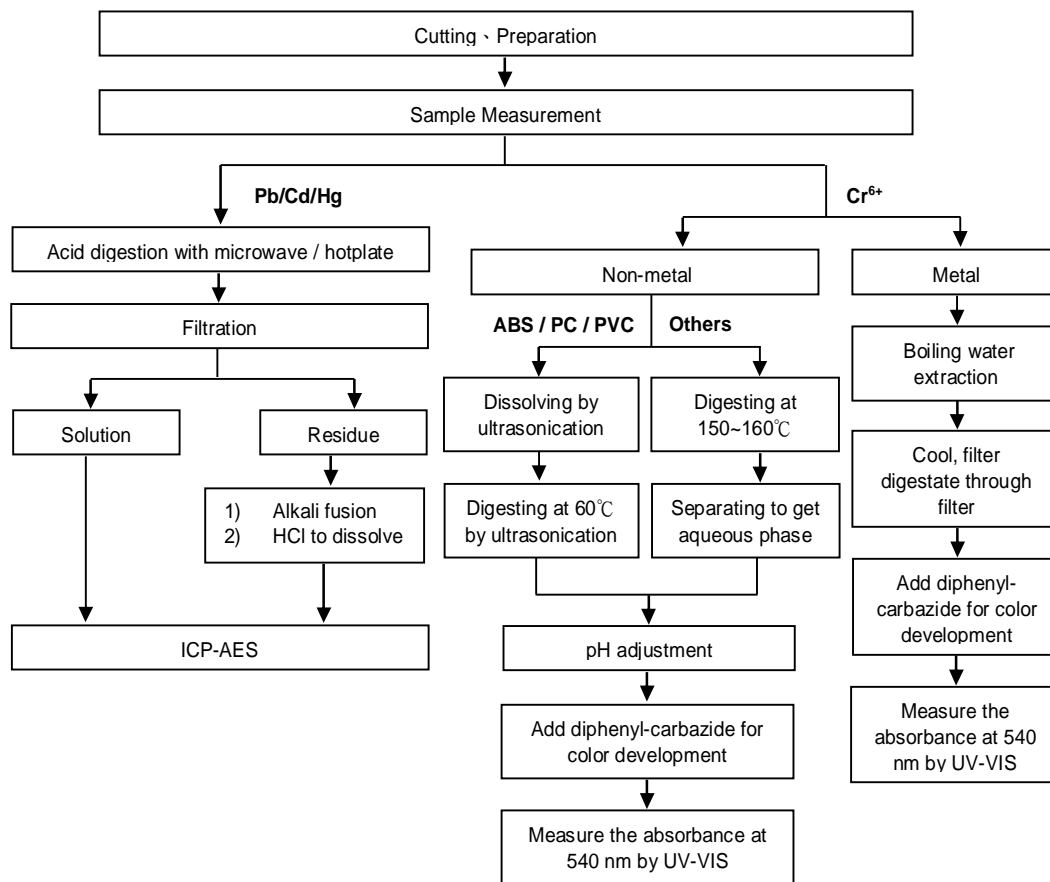 Cutting、Preparation
Sample Measurement
Pb/Cd/Hg
Cr⁶⁺
Acid digestion with microwave / hotplate
Filtration
Solution
Residue
1) Alkali fusion
2) HCl to dissolve
ICP-AES
Non-metal
ABS / PC / PVC
Others
Dissolving by
ultrasonication
Digesting at 60℃
by ultrasonication
Digesting at
150~160℃
Separating to get
aqueous phase
pH adjustment
Add diphenyl-carbazide for
color development
Measure the absorbance at
540 nm by UV-VIS
Metal
Boiling water
extraction
Cool, filter
digestate through
filter
Add diphenyl-
carbazide for color
development
Measure the
absorbance at 540
nm by UV-VIS